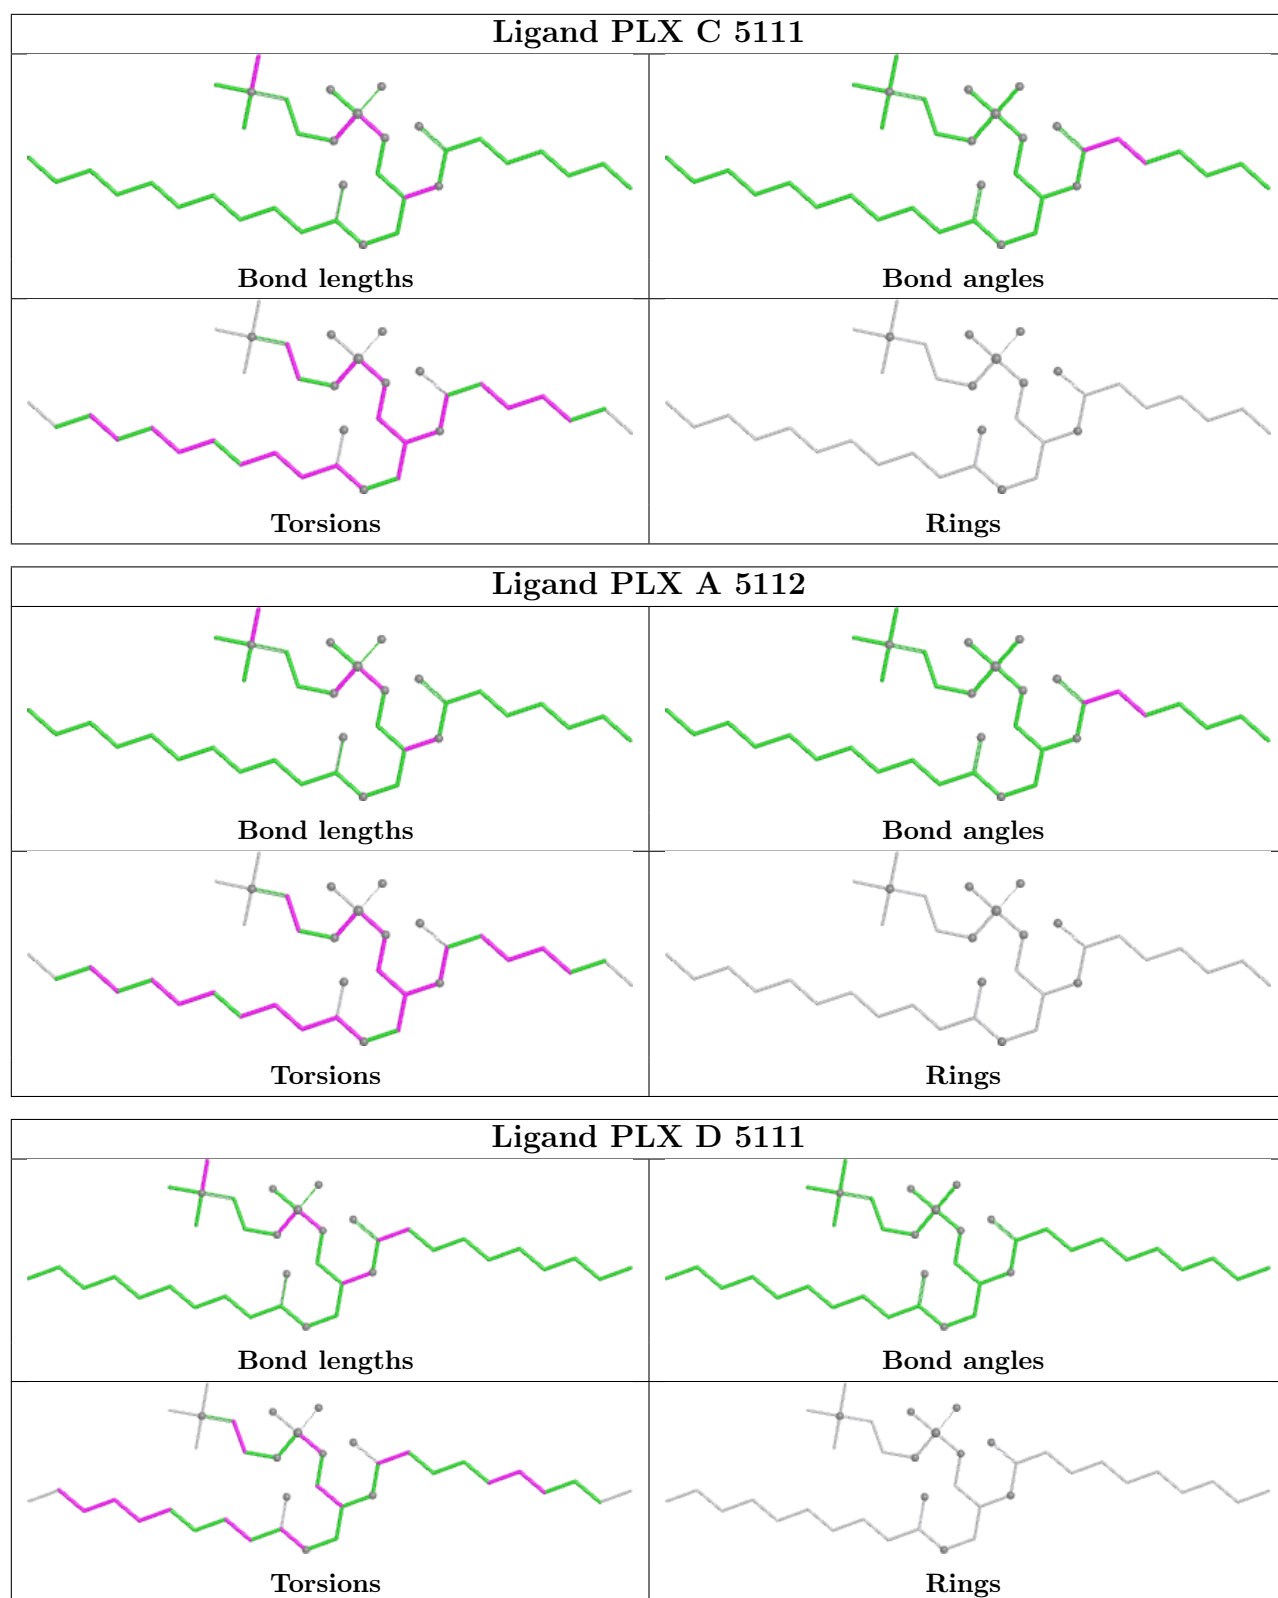 Ligand PLX C 5111
Bond lengths
Bond angles
Torsions
Rings
Ligand PLX A 5112
Bond lengths
Bond angles
Torsions
Rings
Ligand PLX D 5111
Bond lengths
Bond angles
Torsions
Rings